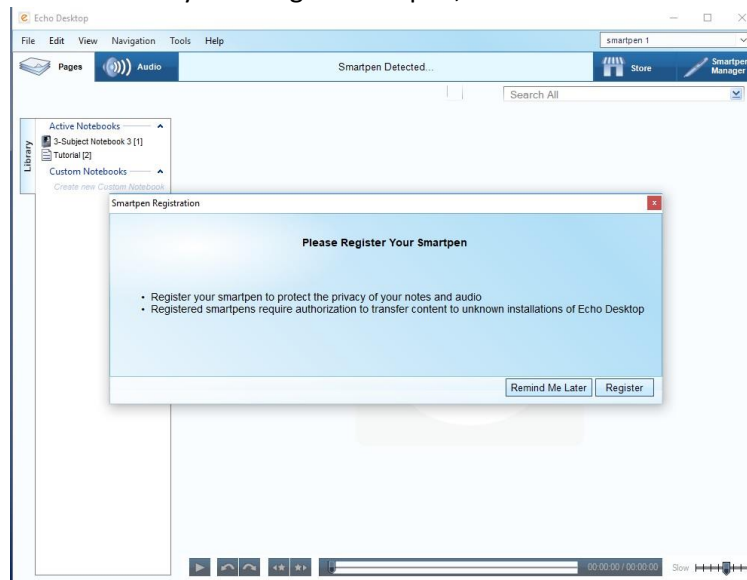 Echo Desktop
File Edit View Navigation Tools Help
smartpen 1
Pages
Audio
Smartpen Detected...
Store
Smartpen
Manager
Search All
Library
Active Notebooks
3-Subject Notebook 3 [1]
Tutorial [2]
Custom Notebooks
Create new Custom Notebook
Smartpen Registration
Please Register Your Smartpen
• Register your smartpen to protect the privacy of your notes and audio
• Registered smartpens require authorization to transfer content to unknown installations of Echo Desktop
Remind Me Later
Register
00:00:00 / 00:00:00
Slow